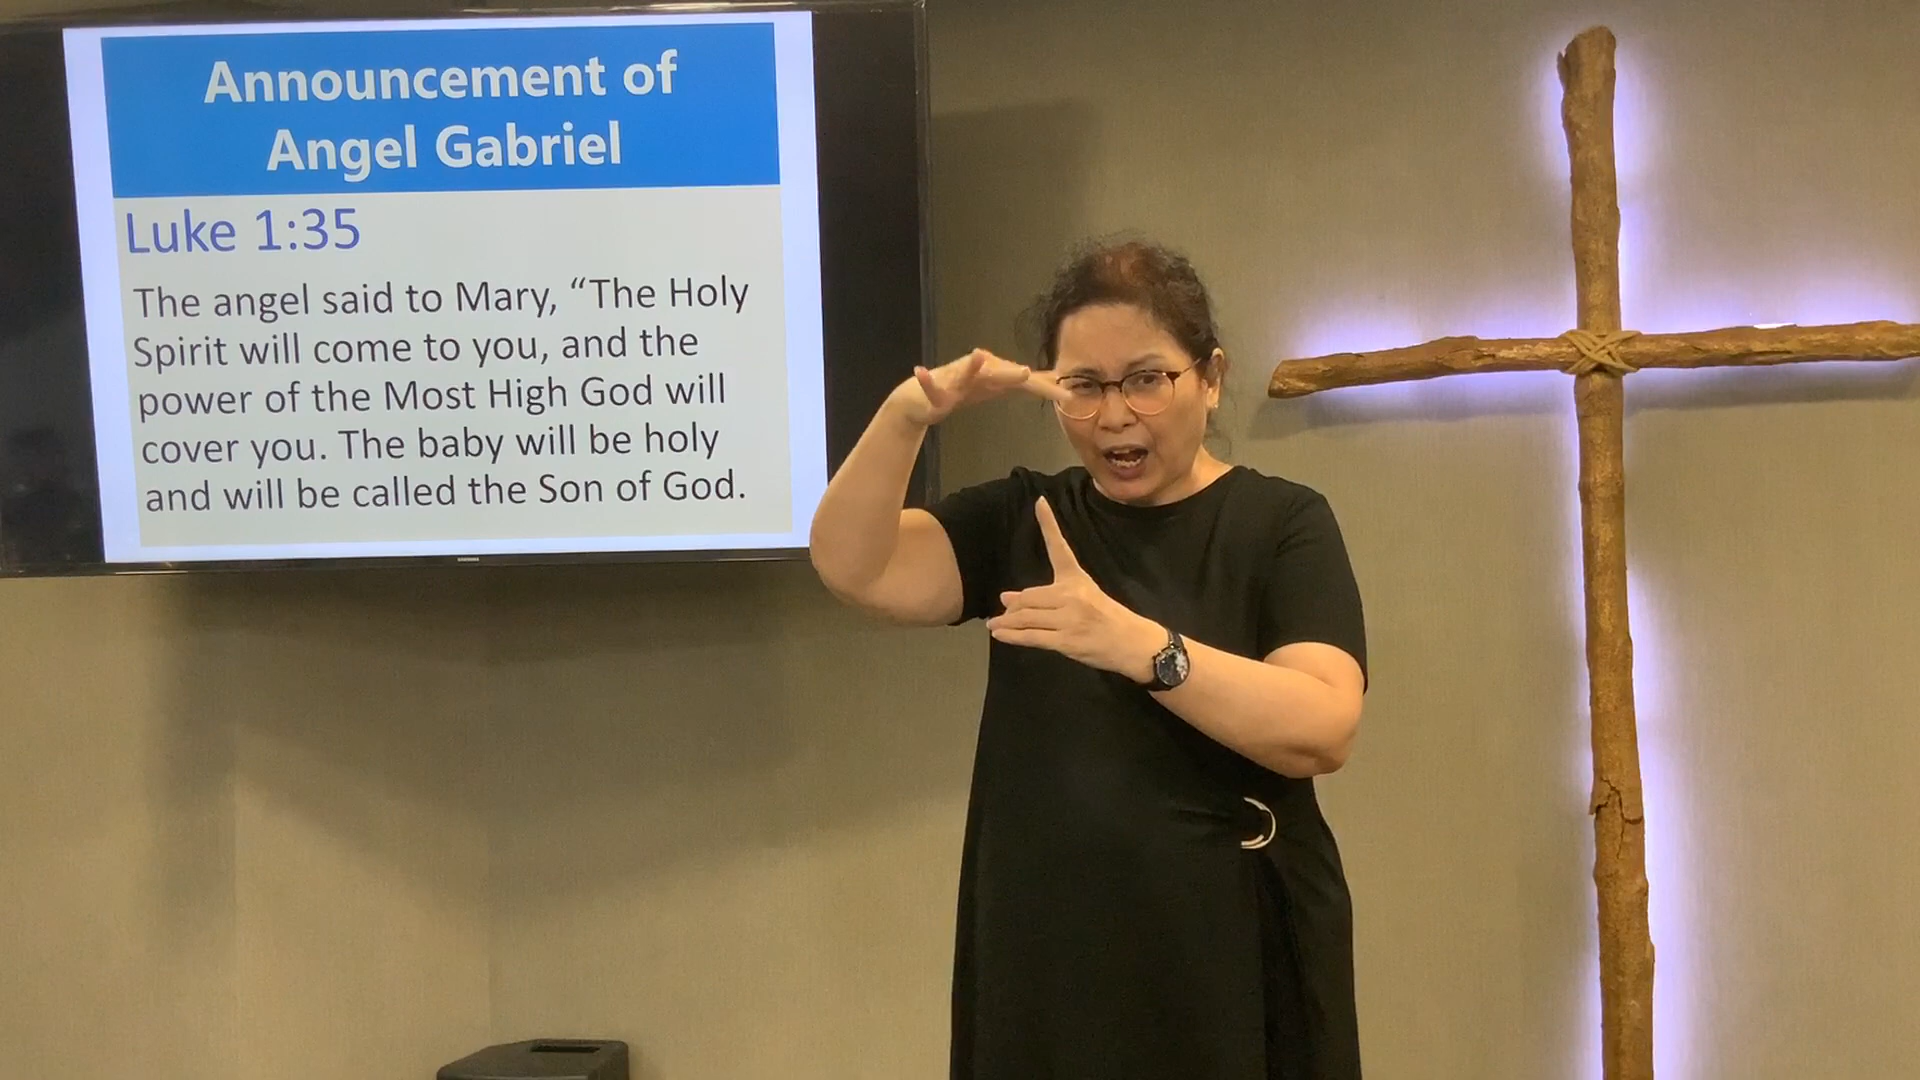 Announcement of
Angel Gabriel
Luke 1:35
The angel said to Mary, “The Holy
Spirit will come to you, and the
power of the Most High God will
cover you. The baby will be holy
and will be called the Son of God.
SAMSUNG